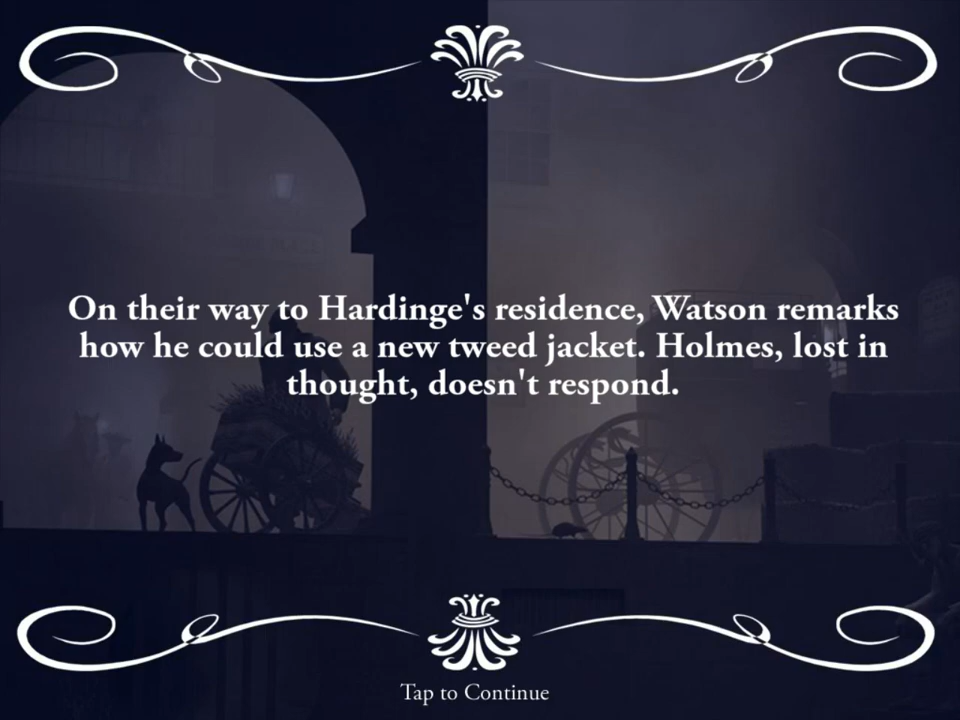 On their way to Hardinge's residence, Watson remarks
how he could use a new tweed jacket. Holmes, lost in
thought, doesn't respond.
Tap to Continue